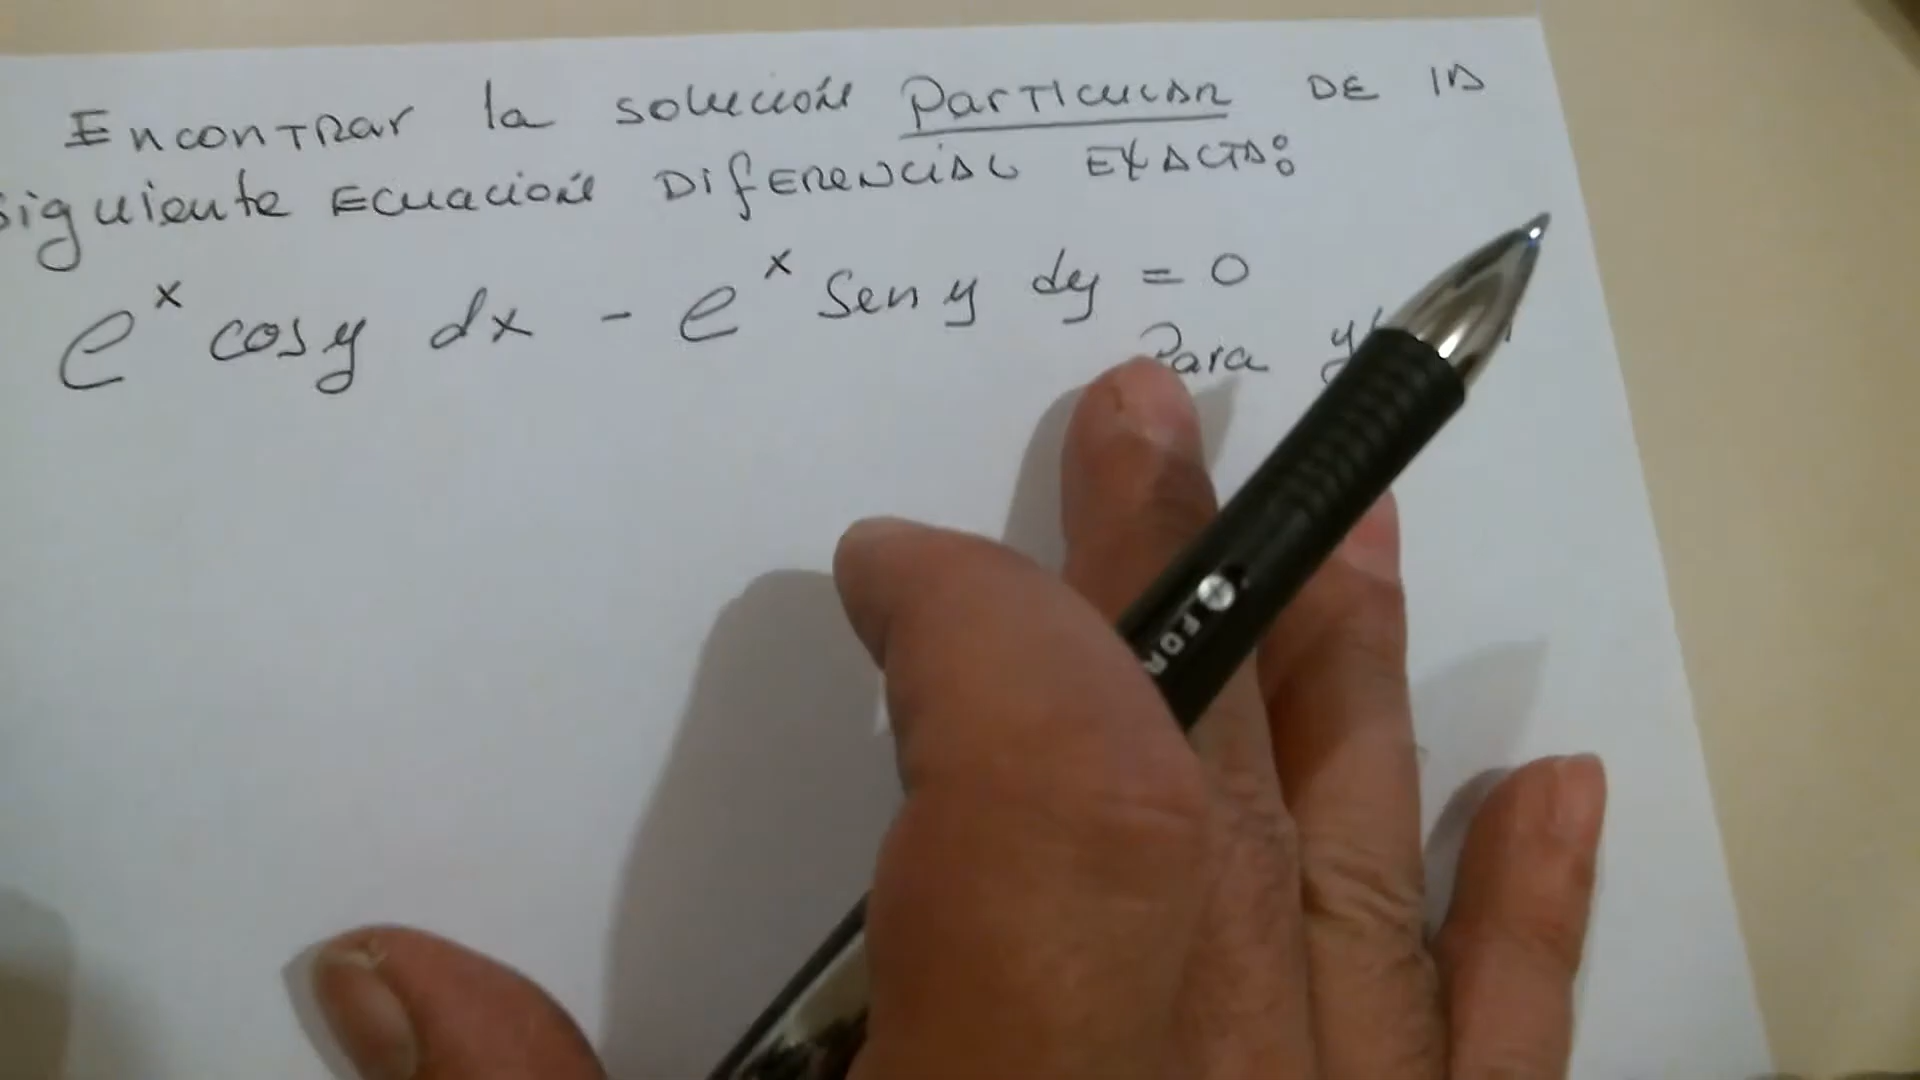 Encontrar la solución Particular DE la
siguiente Ecuación Diferencial EXACTA:
e^x cos y dx - e^x Sen y dy = 0
Para y(